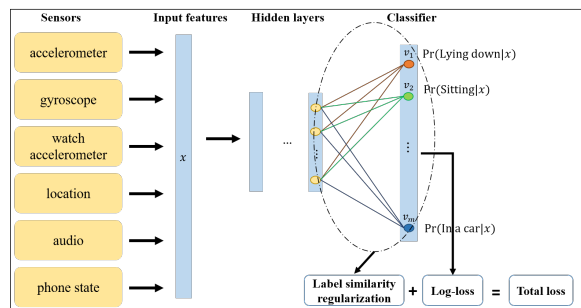 Sensors
Input features
Hidden layers
Classifier
accelerometer
gyroscope
watch
accelerometer
location
audio
phone state
x
...
⋮
v₁
Pr(Lying down|x)
v₂
Pr(Sitting|x)
⋮
vₘ
Pr(In a car|x)
Label similarity
regularization
+
Log-loss
=
Total loss